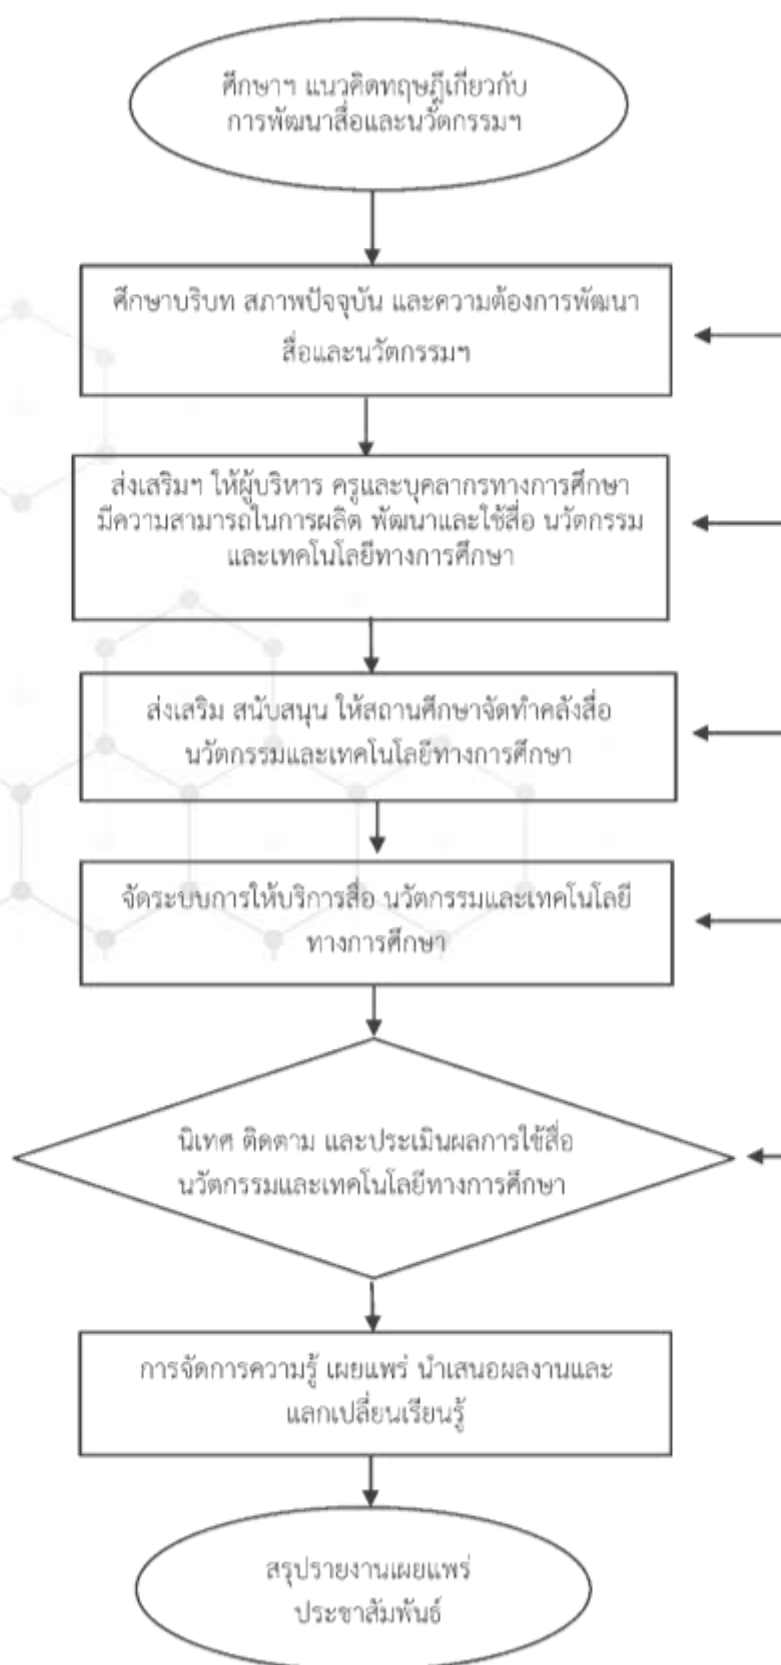 ศึกษาฯ แนวคิดทฤษฎีเกี่ยวกับ
การพัฒนาสื่อและนวัตกรรมฯ
ศึกษาบริบท สภาพปัจจุบัน และความต้องการพัฒนา
สื่อและนวัตกรรมฯ
ส่งเสริมฯ ให้ผู้บริหาร ครูและบุคลากรทางการศึกษา
มีความสามารถในการผลิต พัฒนาและใช้สื่อ นวัตกรรม
และเทคโนโลยีทางการศึกษา
ส่งเสริม สนับสนุน ให้สถานศึกษาจัดทำคลังสื่อ
นวัตกรรมและเทคโนโลยีทางการศึกษา
จัดระบบการให้บริการสื่อ นวัตกรรมและเทคโนโลยี
ทางการศึกษา
นิเทศ ติดตาม และประเมินผลการใช้สื่อ
นวัตกรรมและเทคโนโลยีทางการศึกษา
การจัดการความรู้ เผยแพร่ นำเสนอผลงานและ
แลกเปลี่ยนเรียนรู้
สรุปรายงานเผยแพร่
ประชาสัมพันธ์